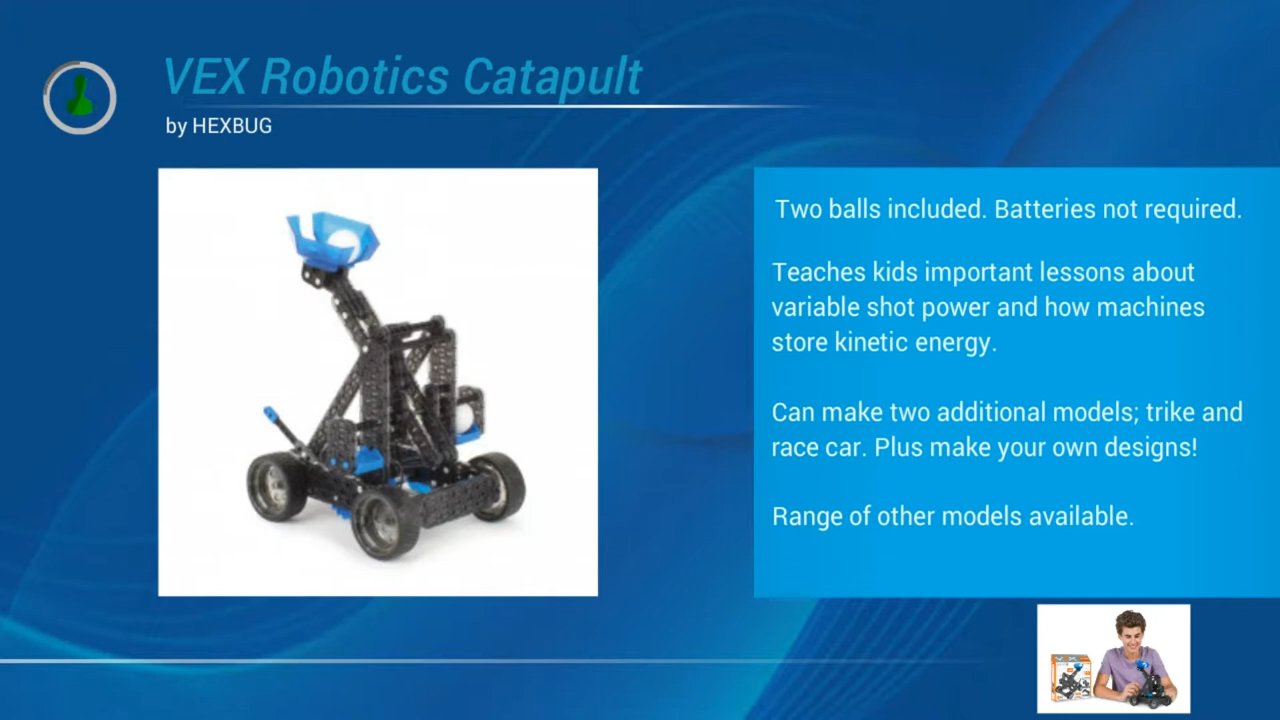 VEX Robotics Catapult
by HEXBUG
Two balls included. Batteries not required.
Teaches kids important lessons about
variable shot power and how machines
store kinetic energy.
Can make two additional models; trike and
race car. Plus make your own designs!
Range of other models available.